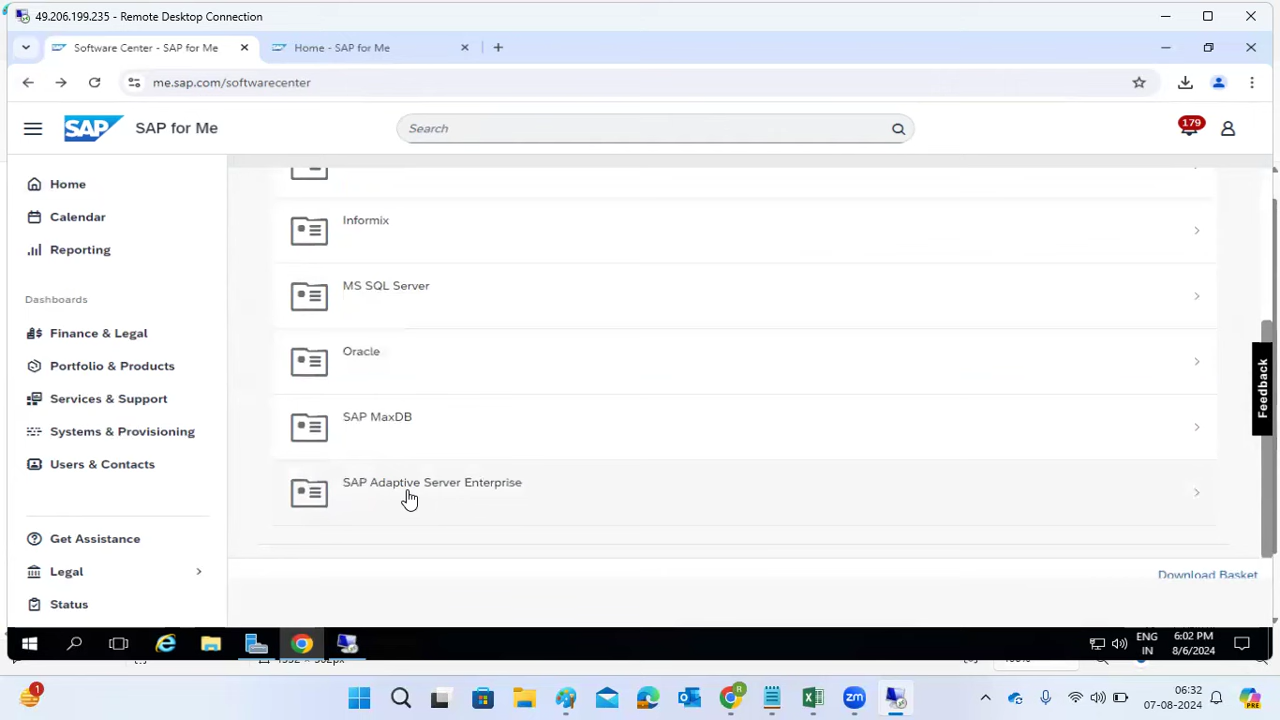 49.206.199.235 - Remote Desktop Connection
Software Center - SAP for Me
Home - SAP for Me
me.sap.com/softwarecenter
SAP
SAP for Me
Search
179
Home
Calendar
Reporting
Dashboards
Finance & Legal
Portfolio & Products
Services & Support
Systems & Provisioning
Users & Contacts
Get Assistance
Legal
Status
Informix
MS SQL Server
Oracle
SAP MaxDB
SAP Adaptive Server Enterprise
Download Basket
Feedback
ENG
IN
6:02 PM
8/6/2024
1
06:32
07-08-2024